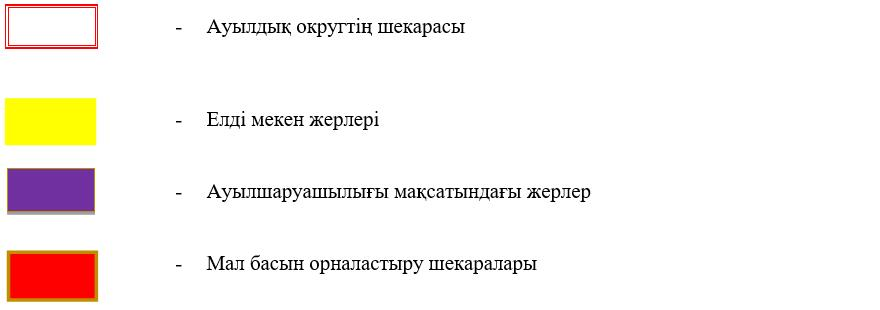 - Ауылдық округтің шекарасы
- Елді мекен жерлері
- Ауылшаруашылығы мақсатындағы жерлер
- Мал басын орналастыру шекаралары